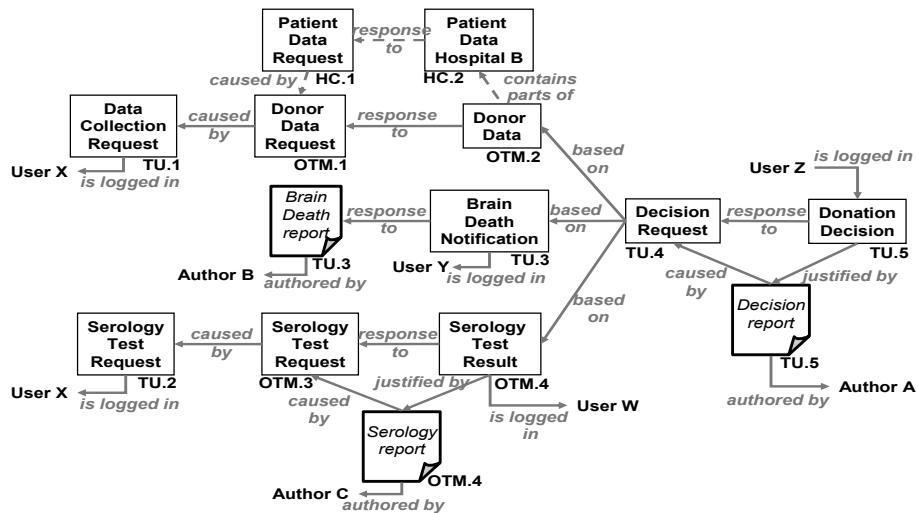 Patient
Data
Request
HC.1
response
to
Patient
Data
Hospital B
HC.2
caused by
contains
parts of
Data
Collection
Request
TU.1
caused
by
Donor
Data
Request
OTM.1
response
to
Donor
Data
OTM.2
User X
is logged in
based
on
is logged in
User Z
Brain
Death
report
TU.3
response
to
Brain
Death
Notification
TU.3
based
on
Decision
Request
TU.4
response
to
Donation
Decision
TU.5
Author B
authored by
User Y
is logged in
caused
by
justified by
Decision
report
TU.5
based
on
Serology
Test
Request
TU.2
caused
by
Serology
Test
Request
OTM.3
response
to
Serology
Test
Result
OTM.4
User X
is logged in
caused
by
justified by
is logged
in
User W
authored by
Author A
Serology
report
OTM.4
Author C
authored by